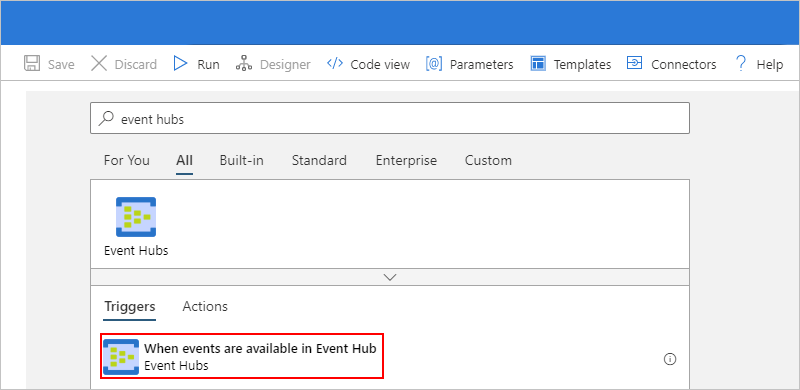 Save Discard Run Designer </> Code view [@] Parameters Templates Connectors ? Help
event hubs
For You All Built-in Standard Enterprise Custom
Event Hubs
Triggers Actions
When events are available in Event Hub
Event Hubs